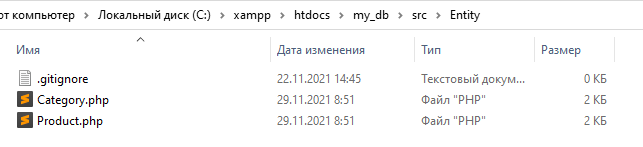 от компьютер > Локальный диск (C:) > xampp > htdocs > my_db > src > Entity
Имя Дата изменения Тип Размер
.gitignore 22.11.2021 14:45 Текстовый докум... 0 КБ
Category.php 29.11.2021 8:51 Файл "PHP" 2 КБ
Product.php 29.11.2021 8:51 Файл "PHP" 2 КБ